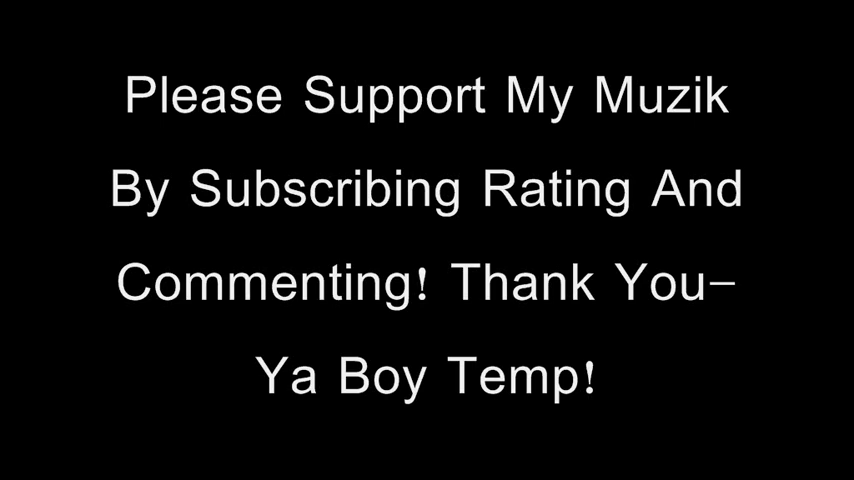 Please Support My Muzik
By Subscribing Rating And
Commenting! Thank You-
Ya Boy Temp!